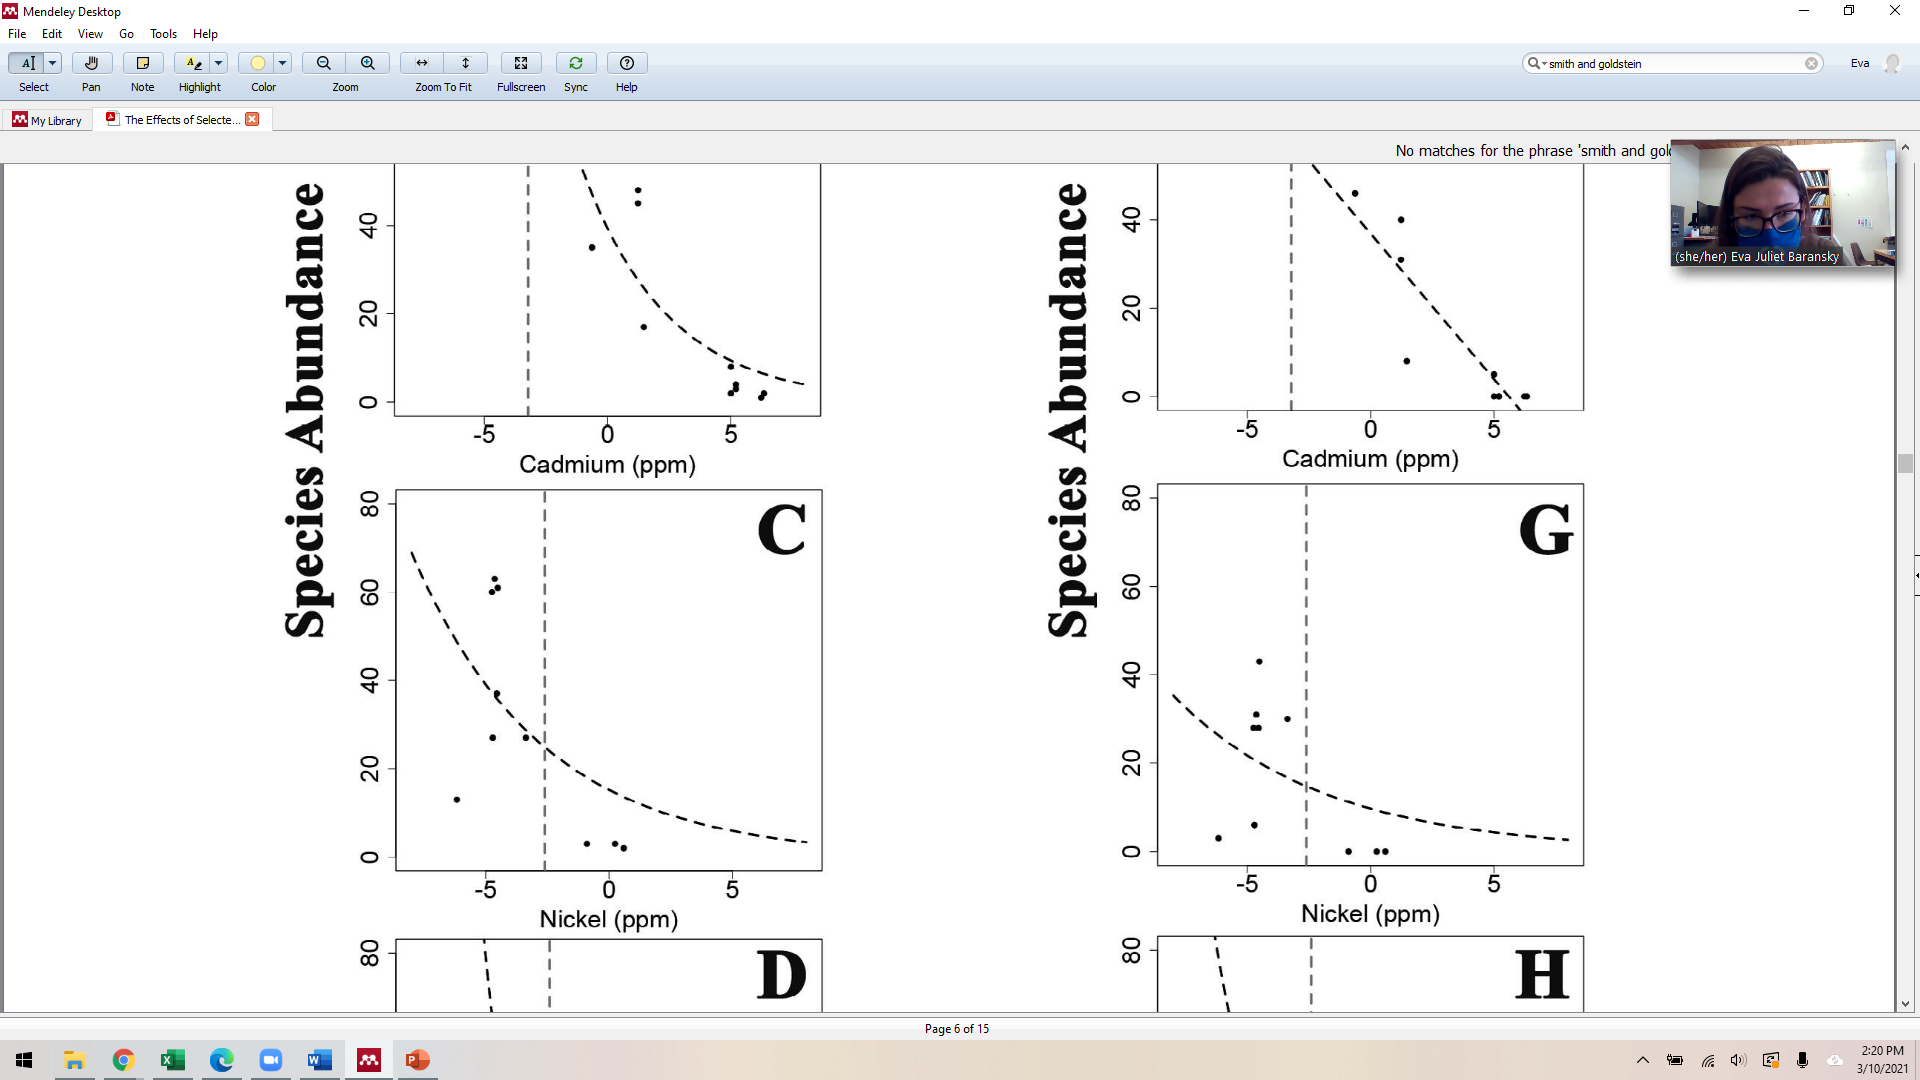 Mendeley Desktop
File Edit View Go Tools Help
Select Pan Note Highlight Color Zoom Zoom To Fit Fullscreen Sync Help
smith and goldstein
Eva
My Library
The Effects of Selecte...
No matches for the phrase 'smith and gol
(she/her) Eva Juliet Baransky
Species Abundance
40
20
0
-5 0 5
Cadmium (ppm)
Species Abundance
40
20
0
-5 0 5
Cadmium (ppm)
C
80
60
40
20
0
-5 0 5
Nickel (ppm)
G
80
60
40
20
0
-5 0 5
Nickel (ppm)
D
80
H
80
Page 6 of 15
2:20 PM
3/10/2021